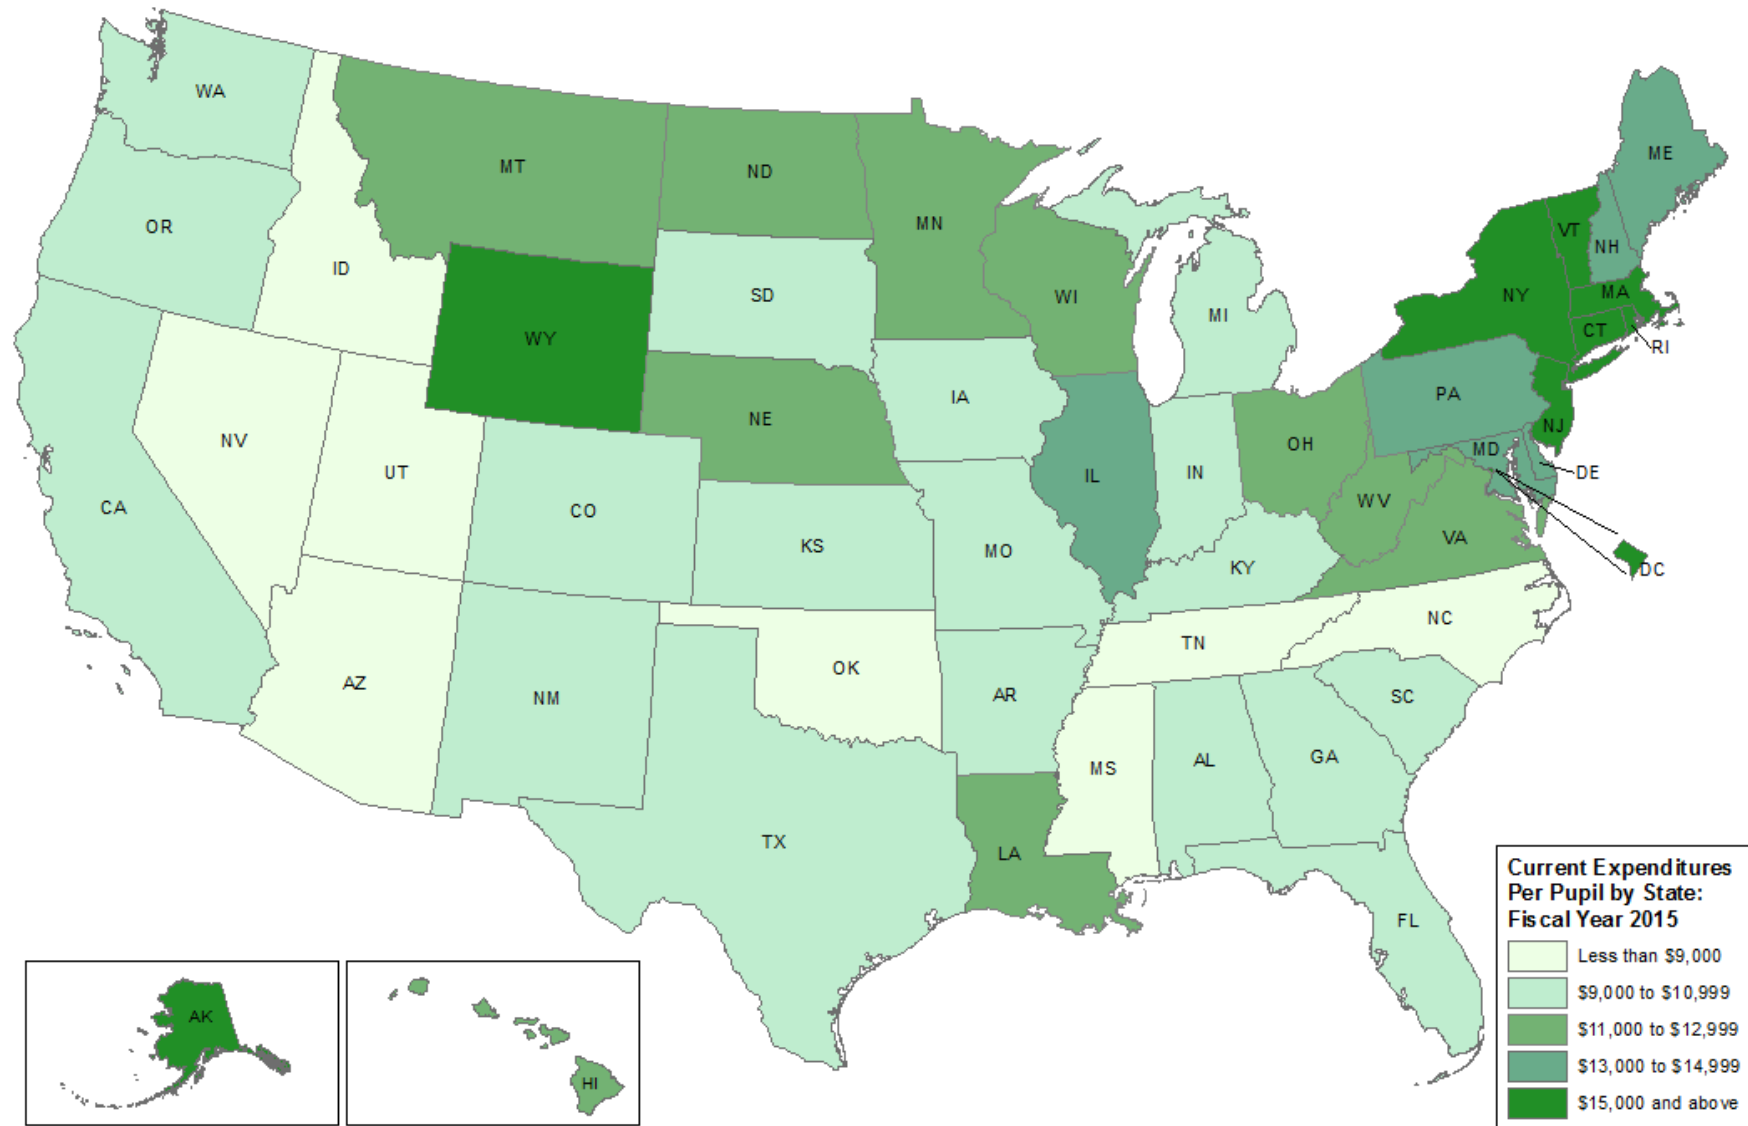 WA
ME
MT
ND
MN
OR
VT
NH
ID
SD
WI
NY
MA
MI
CT
RI
WY
IA
PA
NE
NJ
NV
OH
MD
UT
IL
IN
DE
CA
CO
WV
KS
MO
VA
KY
DC
NC
TN
OK
AZ
NM
AR
SC
MS
AL
GA
TX
LA
FL
AK
HI
Current Expenditures
Per Pupil by State:
Fiscal Year 2015
Less than $9,000
$9,000 to $10,999
$11,000 to $12,999
$13,000 to $14,999
$15,000 and above